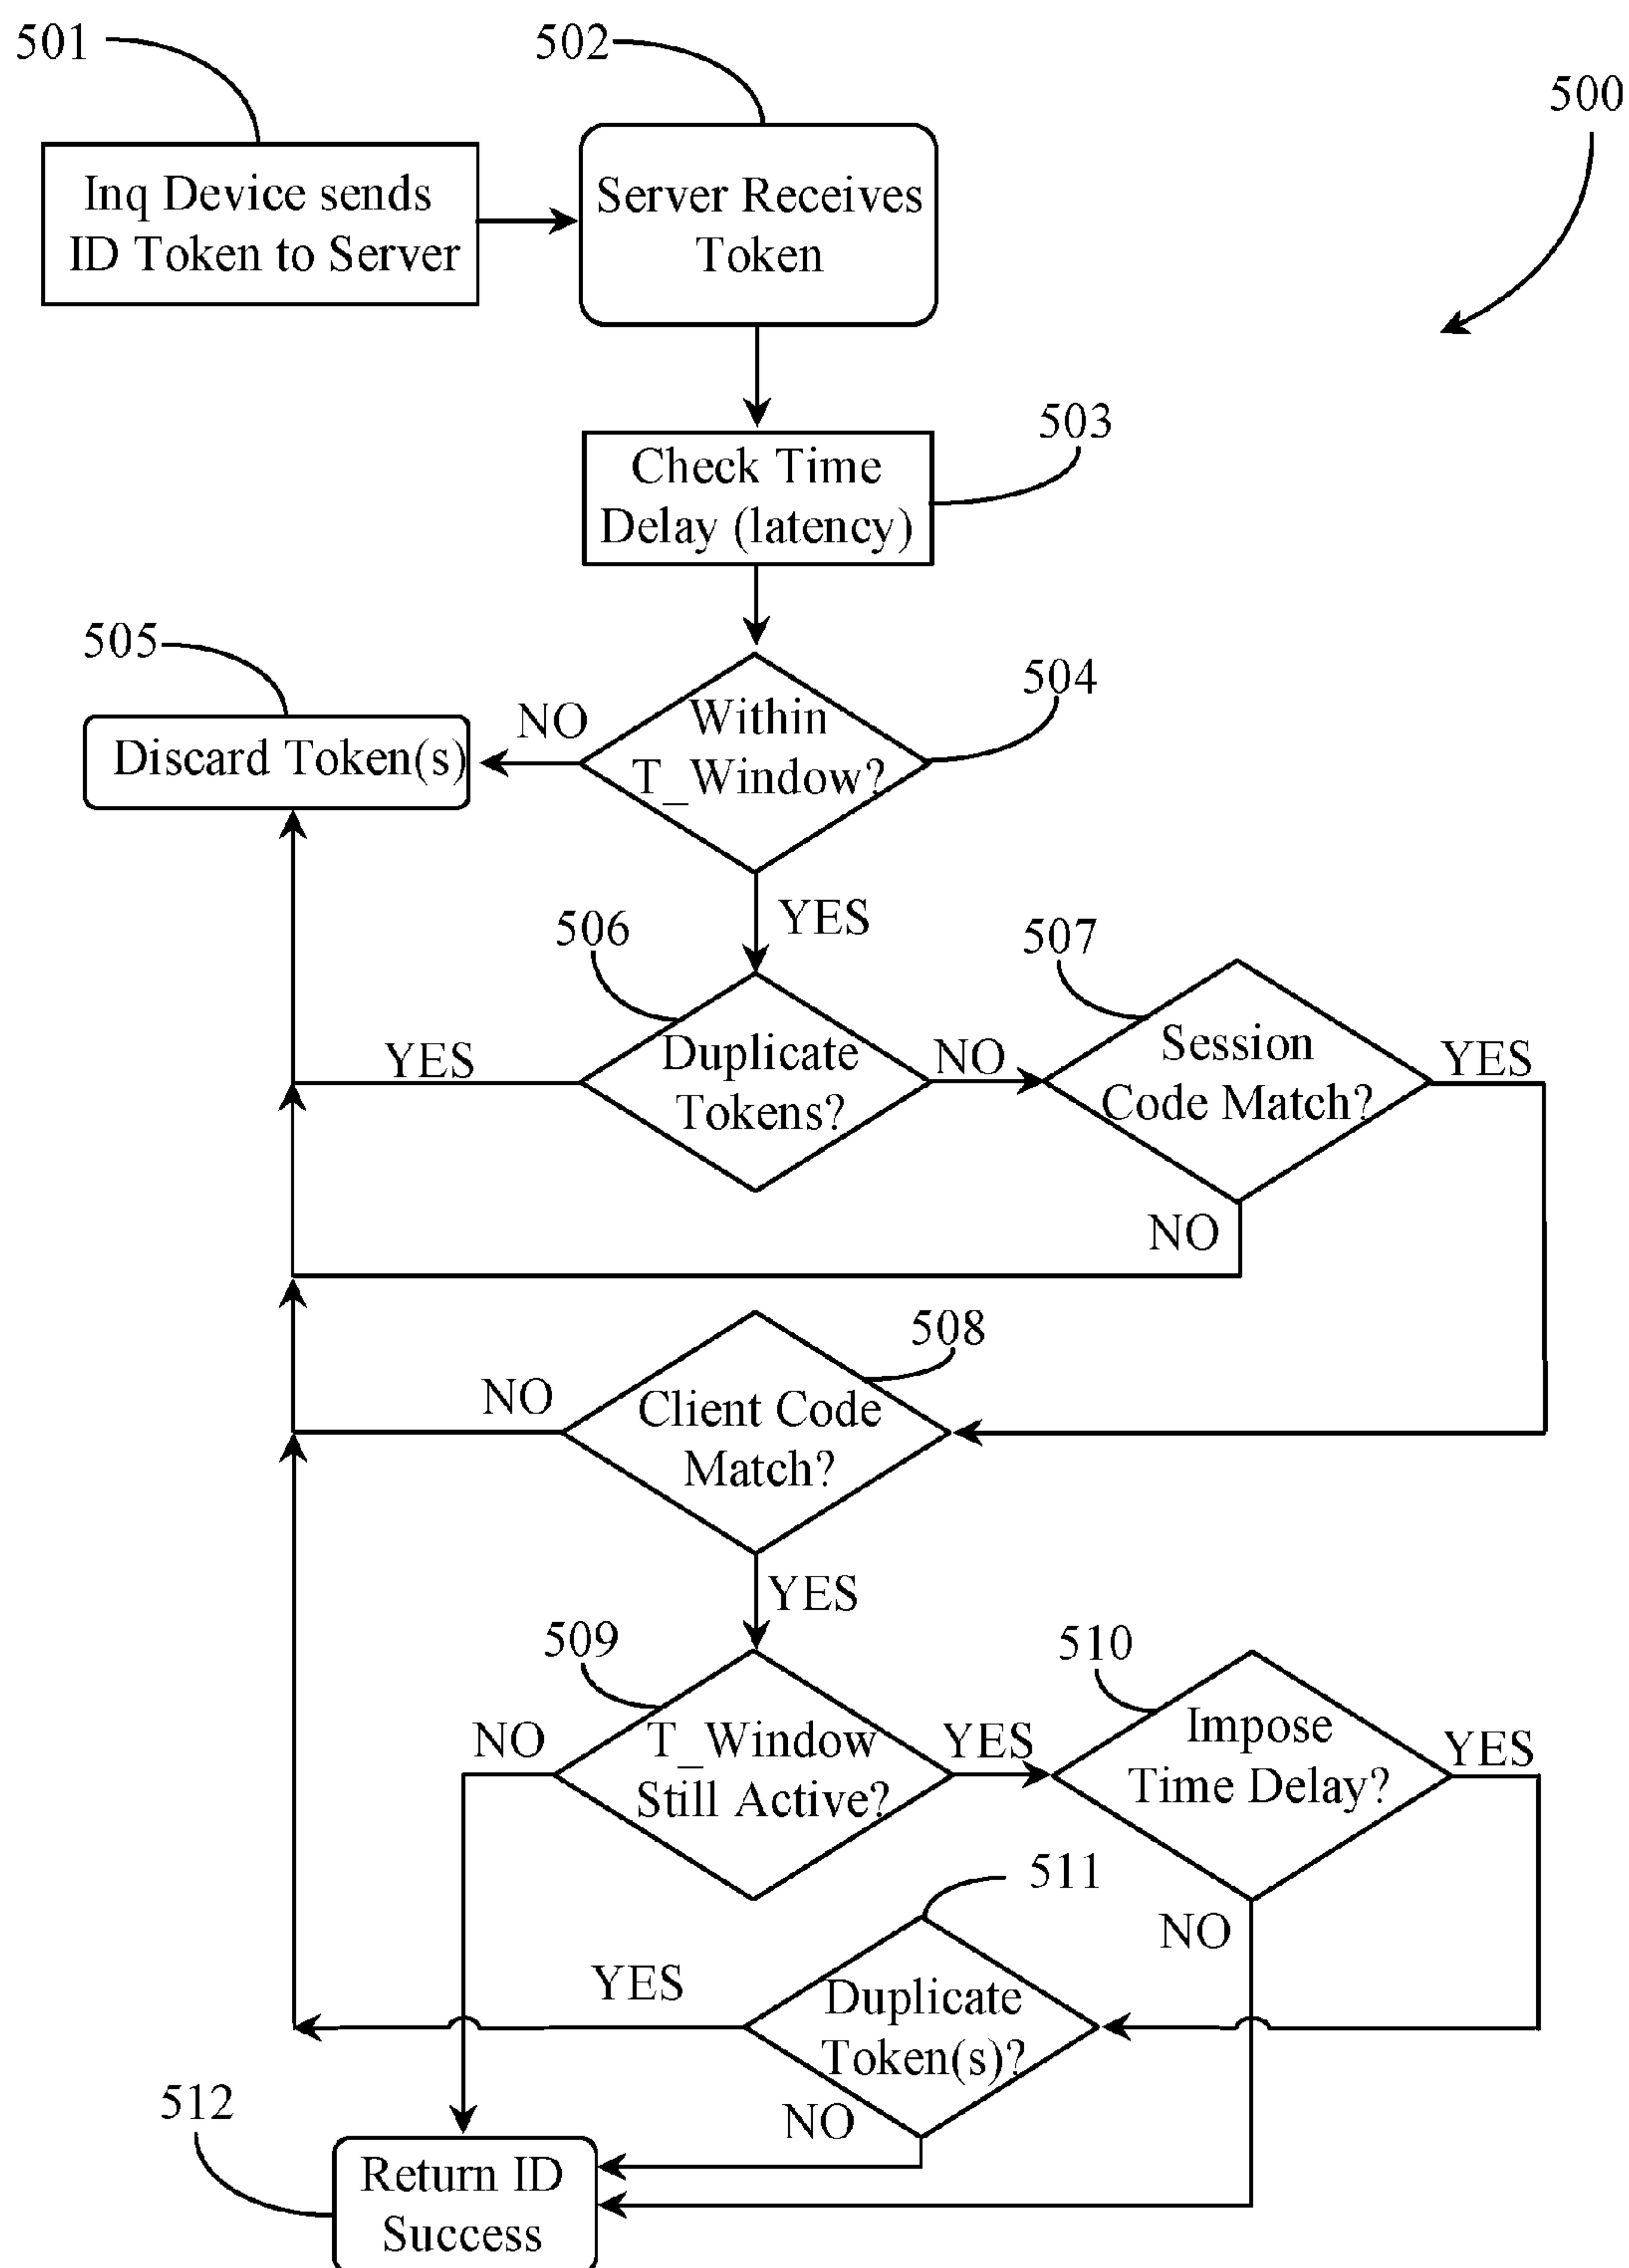 501
502
500
Inq Device sends
ID Token to Server
Server Receives
Token
503
Check Time
Delay (latency)
505
504
NO
Within
T_Window?
Discard Token(s)
YES
506
507
YES
Duplicate
Tokens?
NO
Session
Code Match?
YES
NO
508
NO
Client Code
Match?
YES
509
510
NO
T_Window
Still Active?
YES
Impose
Time Delay?
YES
511
NO
YES
Duplicate
Token(s)?
NO
512
Return ID
Success